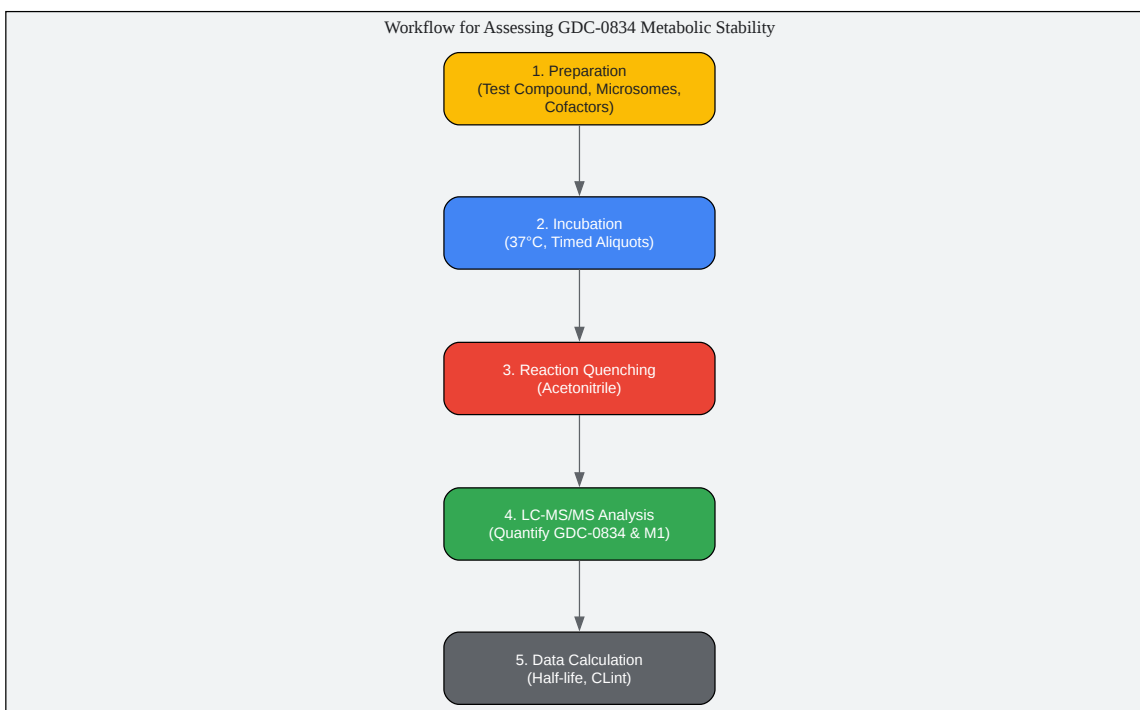 Workflow for Assessing GDC-0834 Metabolic Stability
1. Preparation
(Test Compound, Microsomes,
Cofactors)
2. Incubation
(37°C, Timed Aliquots)
3. Reaction Quenching
(Acetonitrile)
4. LC-MS/MS Analysis
(Quantify GDC-0834 & M1)
5. Data Calculation
(Half-life, CLint)